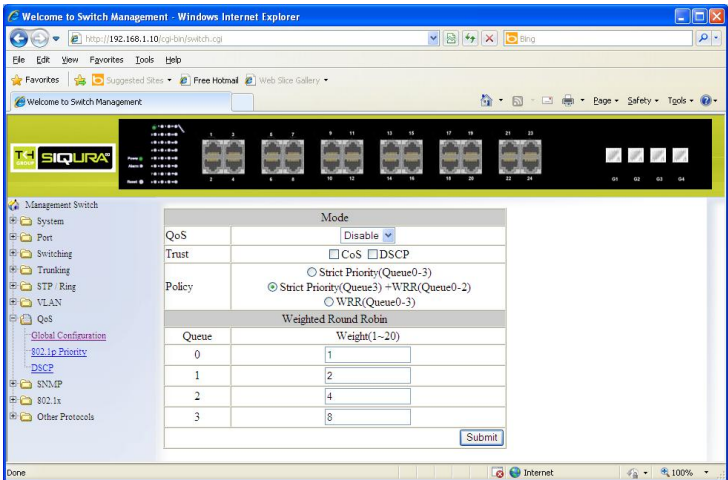 Welcome to Switch Management - Windows Internet Explorer
http://192.168.1.10/cgi-bin/switch.cgi
Bing
File Edit View Favorites Tools Help
Favorites Suggested Sites Free Hotmail Web Slice Gallery
Welcome to Switch Management
Page Safety Tools
TKH GROUP SIQURA
Power
Alarm
Reset
1 3 5 7 9 11 13 15 17 19 21 23
2 4 6 8 10 12 14 16 18 20 22 24
G1 G2 G3 G4
Management Switch
System
Port
Switching
Trunking
STP / Ring
VLAN
QoS
Global Configuration
802.1p Priority
DSCP
SNMP
802.1x
Other Protocols
Mode
QoS Disable
Trust CoS DSCP
Policy
Strict Priority(Queue0-3)
Strict Priority(Queue3) +WRR(Queue0-2)
WRR(Queue0-3)
Weighted Round Robin
Queue Weight(1~20)
0 1
1 2
2 4
3 8
Submit
Done Internet 100%